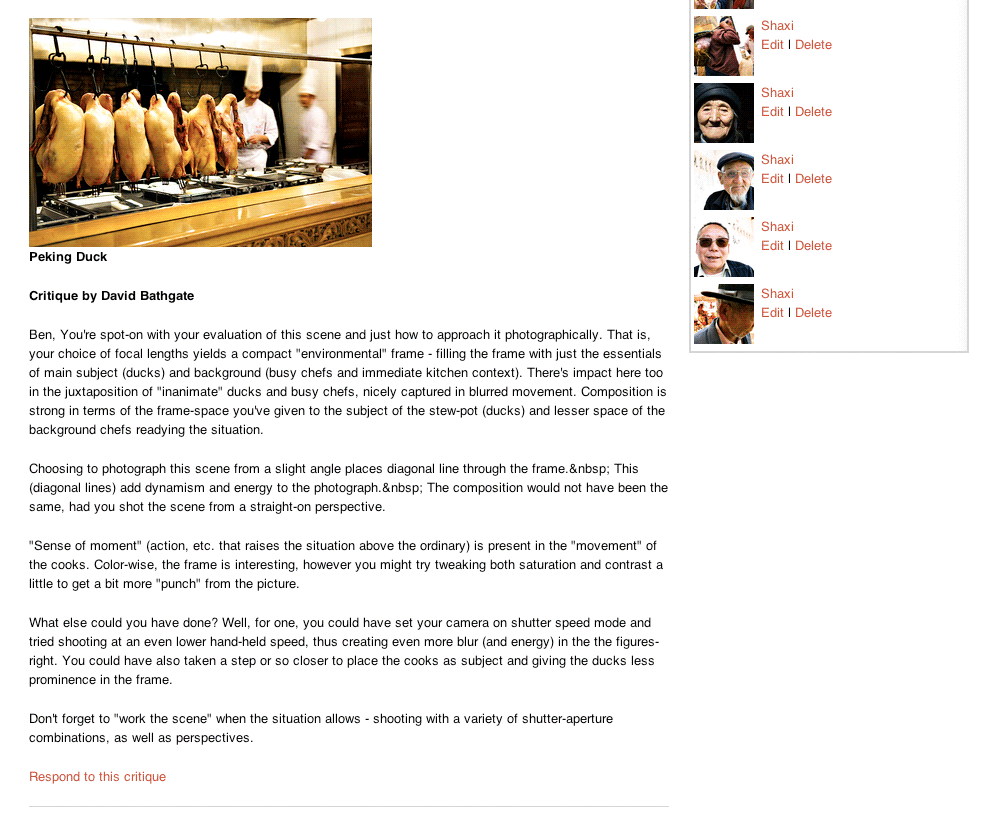 Peking Duck
Critique by David Bathgate
Ben, You're spot-on with your evaluation of this scene and just how to approach it photographically. That is,
your choice of focal lengths yields a compact "environmental" frame - filling the frame with just the essentials
of main subject (ducks) and background (busy chefs and immediate kitchen context). There's impact here too
in the juxtaposition of "inanimate" ducks and busy chefs, nicely captured in blurred movement. Composition is
strong in terms of the frame-space you've given to the subject of the stew-pot (ducks) and lesser space of the
background chefs readying the situation.
Choosing to photograph this scene from a slight angle places diagonal line through the frame.&nbsp; This
(diagonal lines) add dynamism and energy to the photograph.&nbsp; The composition would not have been the
same, had you shot the scene from a straight-on perspective.
"Sense of moment" (action, etc. that raises the situation above the ordinary) is present in the "movement" of
the cooks. Color-wise, the frame is interesting, however you might try tweaking both saturation and contrast a
little to get a bit more "punch" from the picture.
What else could you have done? Well, for one, you could have set your camera on shutter speed mode and
tried shooting at an even lower hand-held speed, thus creating even more blur (and energy) in the the figures-
right. You could have also taken a step or so closer to place the cooks as subject and giving the ducks less
prominence in the frame.
Don't forget to "work the scene" when the situation allows - shooting with a variety of shutter-aperture
combinations, as well as perspectives.
Respond to this critique
Shaxi
Edit | Delete
Shaxi
Edit | Delete
Shaxi
Edit | Delete
Shaxi
Edit | Delete
Shaxi
Edit | Delete